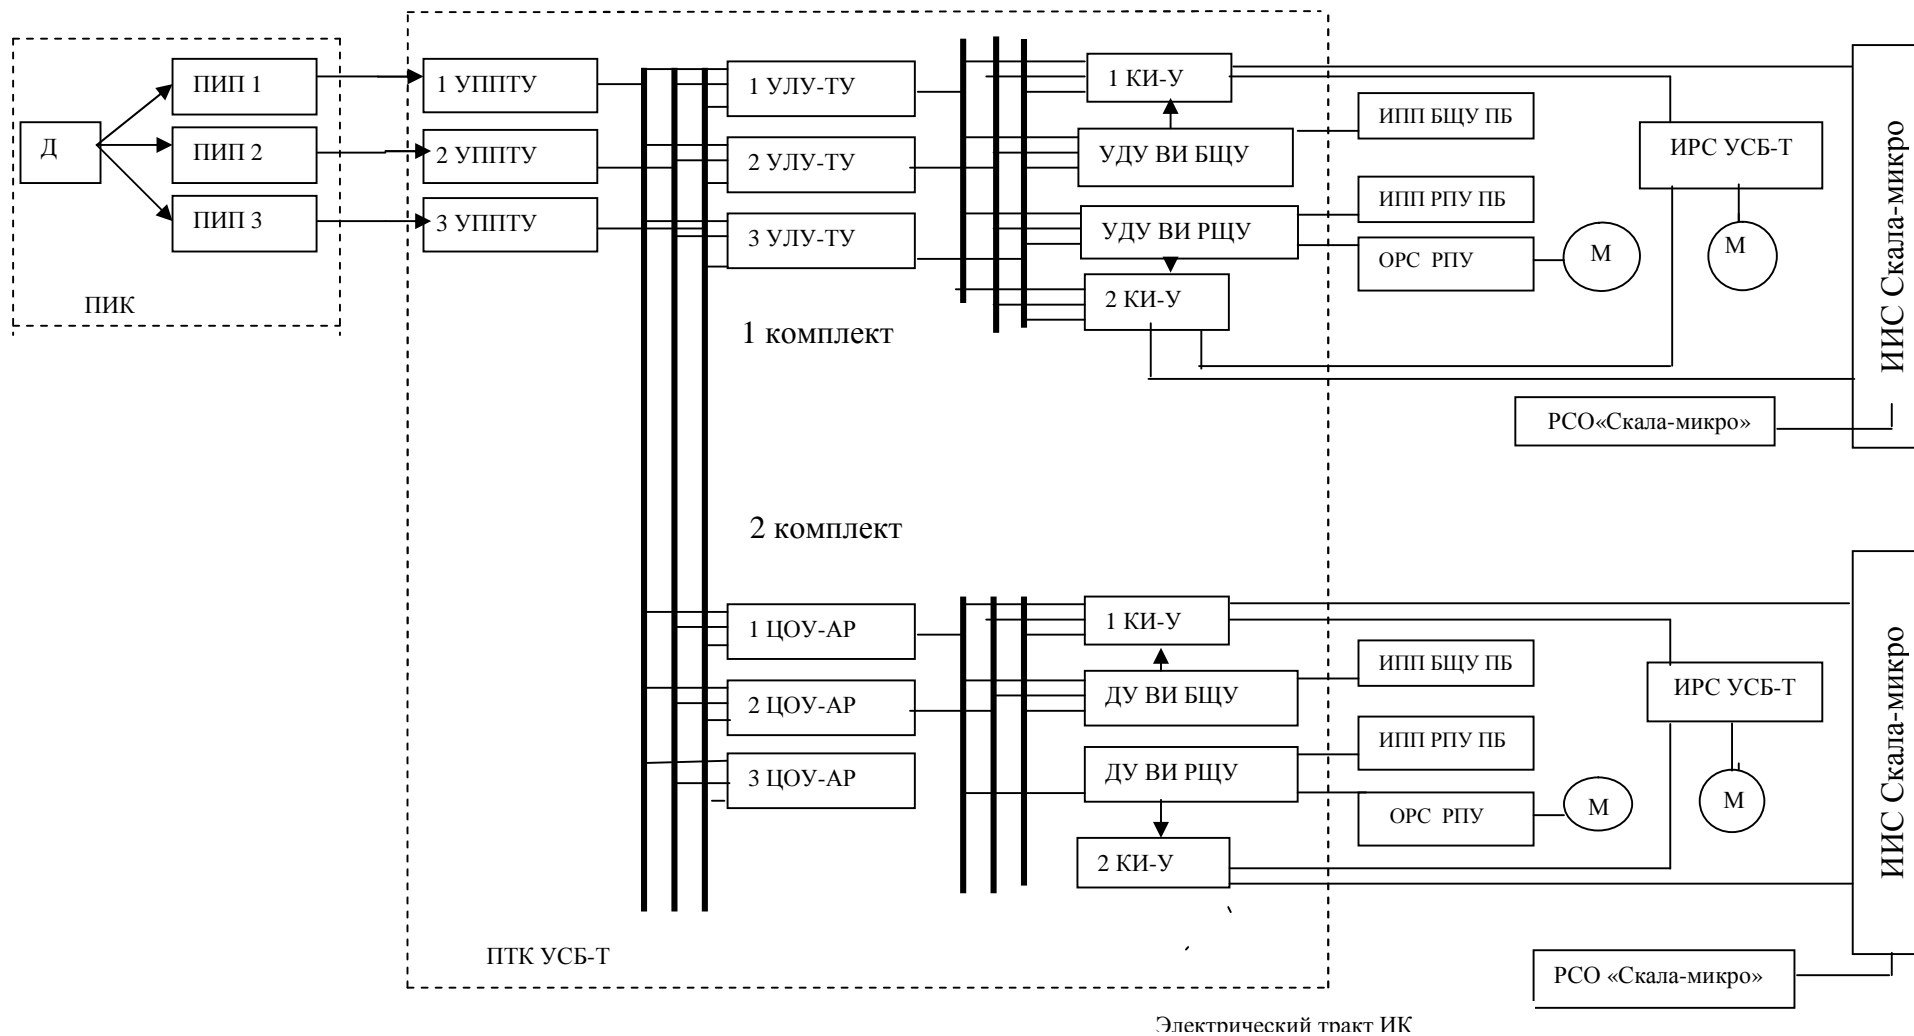 Д
ПИП 1
ПИП 2
ПИП 3
ПИК
1 УППТУ
2 УППТУ
3 УППТУ
1 УЛУ-ТУ
2 УЛУ-ТУ
3 УЛУ-ТУ
1 комплект
1 КИ-У
УДУ ВИ БЩУ
УДУ ВИ РЩУ
2 КИ-У
ИПП БЩУ ПБ
ИПП РПУ ПБ
ОРС РПУ
М
ИРС УСБ-Т
М
ИИС Скала-микро
РСО«Скала-микро»
2 комплект
1 ЦОУ-АР
2 ЦОУ-АР
3 ЦОУ-АР
1 КИ-У
ДУ ВИ БЩУ
ДУ ВИ РЩУ
2 КИ-У
ИПП БЩУ ПБ
ИПП РПУ ПБ
ОРС РПУ
М
ИРС УСБ-Т
М
ИИС Скала-микро
РСО «Скала-микро»
ПТК УСБ-Т
Электрический тракт ИК